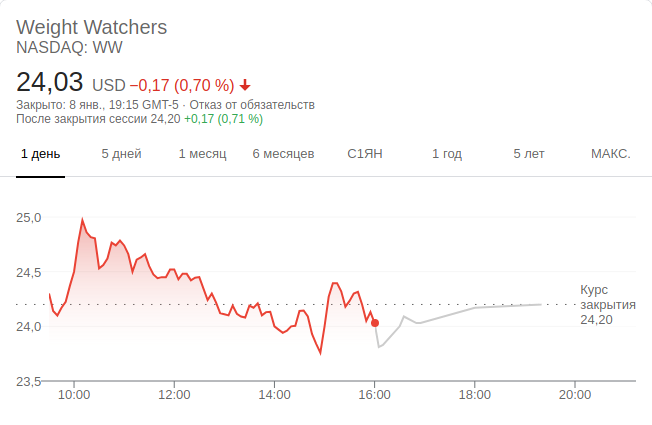 Weight Watchers
NASDAQ: WW
24,03 USD −0,17 (0,70 %)
Закрыто: 8 янв., 19:15 GMT-5 · Отказ от обязательств
После закрытия сессии 24,20 +0,17 (0,71 %)
1 день 5 дней 1 месяц 6 месяцев С1ЯН 1 год 5 лет МАКС.
25,0
24,5
Курс
закрытия
24,20
24,0
23,5
10:00 12:00 14:00 16:00 18:00 20:00